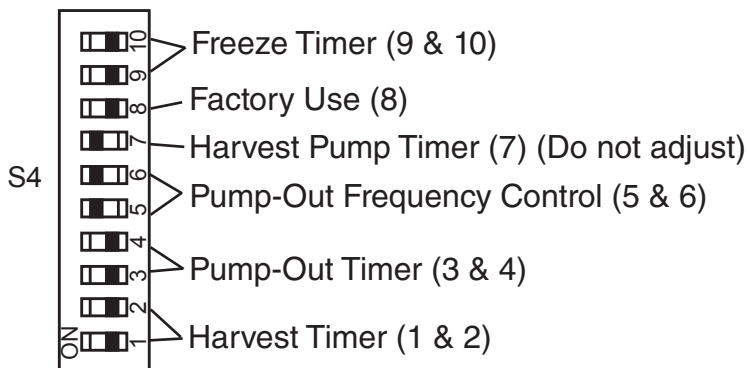 S4
10
9
8
7
6
5
4
3
2
1
ON
Freeze Timer (9 & 10)
Factory Use (8)
Harvest Pump Timer (7) (Do not adjust)
Pump-Out Frequency Control (5 & 6)
Pump-Out Timer (3 & 4)
Harvest Timer (1 & 2)